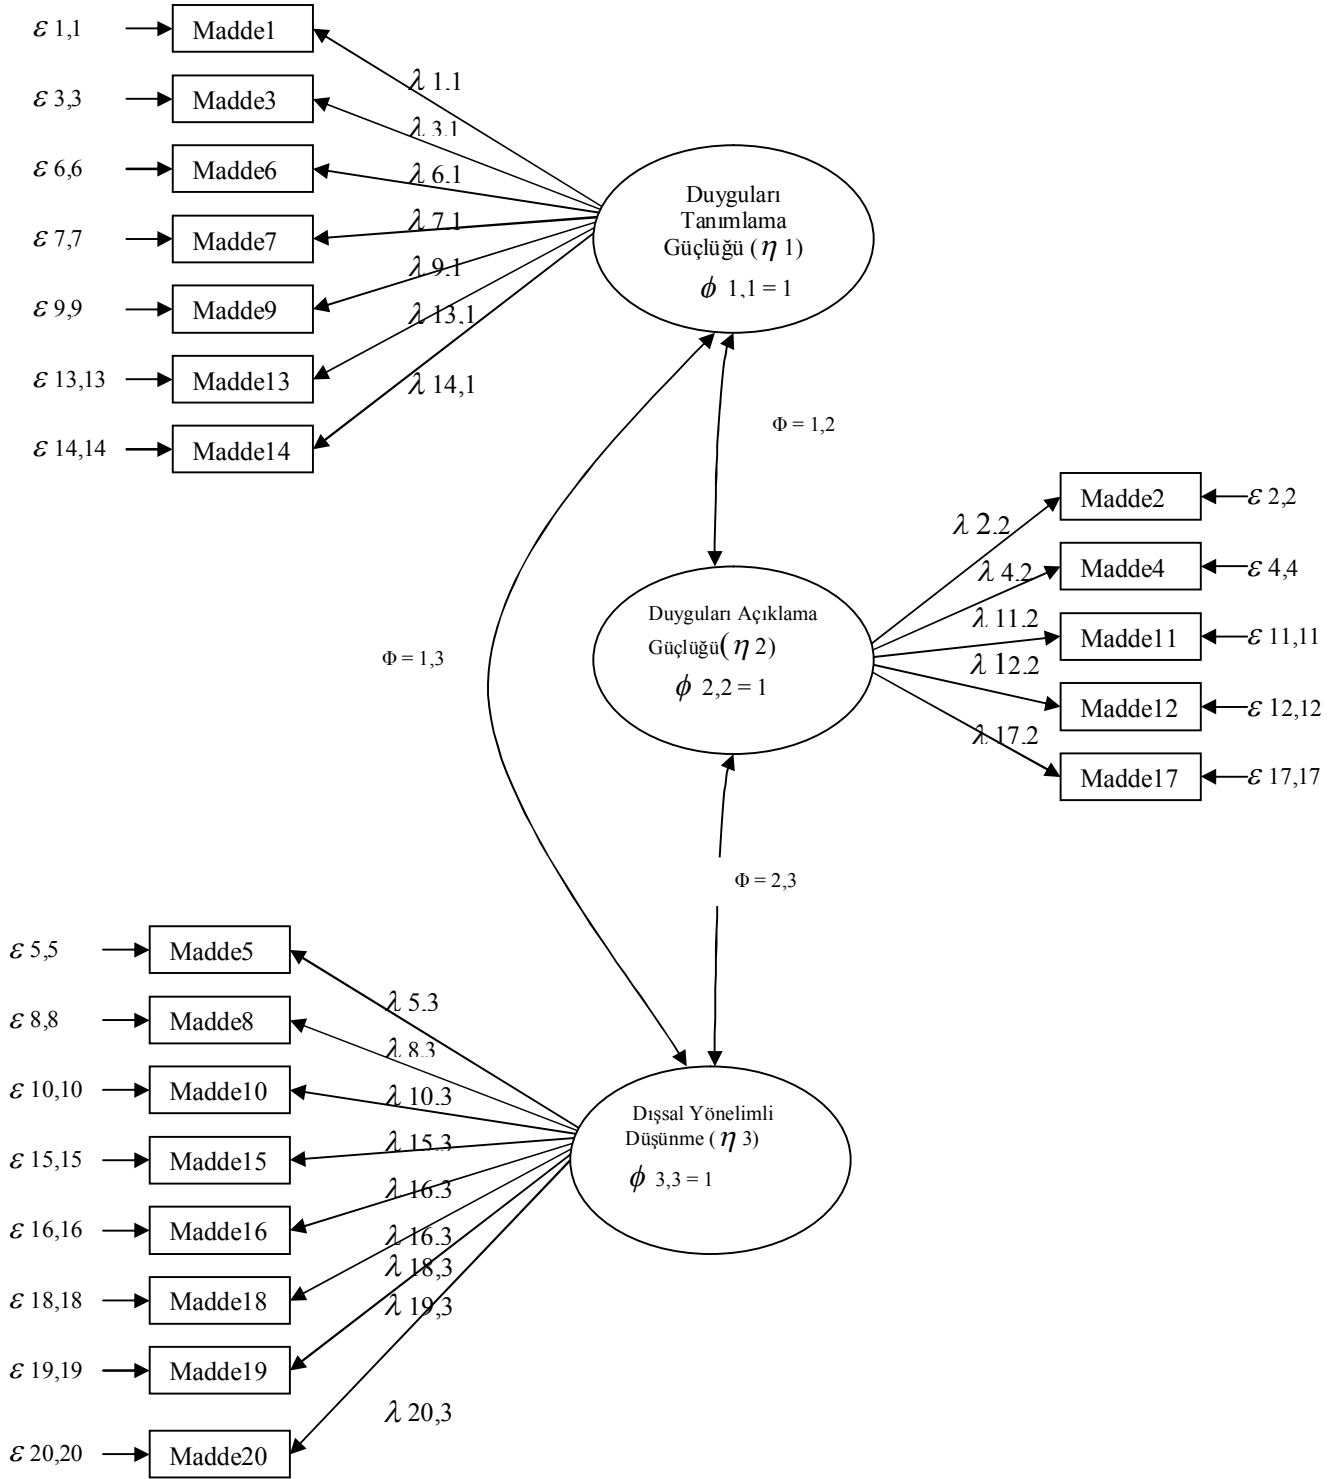 ε 1,1
Madde1
λ 1.1
ε 3,3
Madde3
λ 3.1
ε 6,6
Madde6
λ 6.1
ε 7,7
Madde7
λ 7.1
ε 9,9
Madde9
λ 9.1
ε 13,13
Madde13
λ 13.1
ε 14,14
Madde14
λ 14,1
Duyguları
Tanımlama
Güçlüğü (η 1)
ϕ 1,1 = 1
Φ = 1,2
Φ = 1,3
Duyguları Açıklama
Güçlüğü(η 2)
ϕ 2,2 = 1
λ 2.2
Madde2
ε 2,2
λ 4.2
Madde4
ε 4,4
λ 11.2
Madde11
ε 11,11
λ 12.2
Madde12
ε 12,12
λ 17.2
Madde17
ε 17,17
Φ = 2,3
ε 5,5
Madde5
λ 5.3
ε 8,8
Madde8
λ 8.3
ε 10,10
Madde10
λ 10.3
ε 15,15
Madde15
λ 15.3
ε 16,16
Madde16
λ 16.3
ε 18,18
Madde18
λ 16.3
λ 18,3
ε 19,19
Madde19
λ 19,3
ε 20,20
Madde20
λ 20,3
Dışsal Yönelimli
Düşünme ( η 3)
ϕ 3,3 = 1